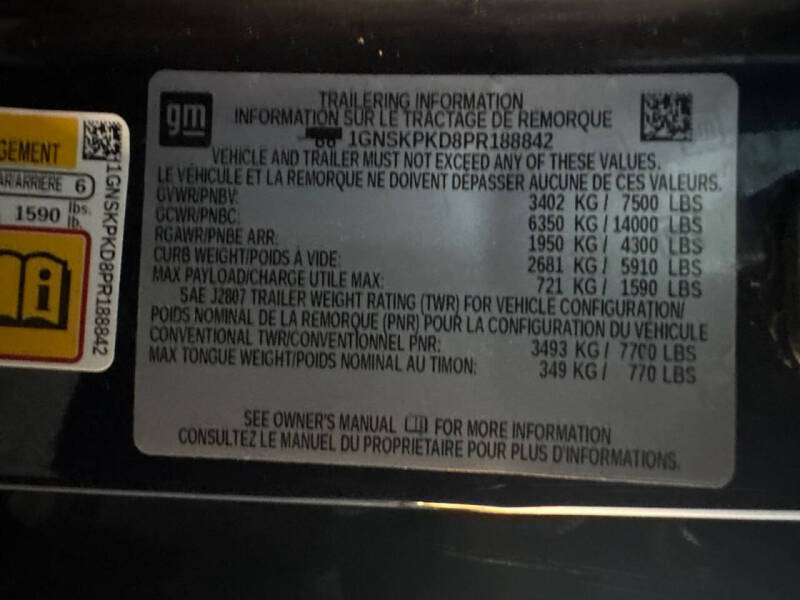 GEMENT
AR/ARRIERE 6
1590 lbs.
lb.
1GNSKPKD8PR188842
gm
TRAILERING INFORMATION
INFORMATION SUR LE TRACTAGE DE REMORQUE
1GNSKPKD8PR188842
VEHICLE AND TRAILER MUST NOT EXCEED ANY OF THESE VALUES.
LE VÉHICULE ET LA REMORQUE NE DOIVENT DÉPASSER AUCUNE DE CES VALEURS.
GVWR/PNBV: 3402 KG / 7500 LBS
GCWR/PNBC: 6350 KG / 14000 LBS
RGAWR/PNBE ARR: 1950 KG / 4300 LBS
CURB WEIGHT/POIDS À VIDE: 2681 KG / 5910 LBS
MAX PAYLOAD/CHARGE UTILE MAX: 721 KG / 1590 LBS
SAE J2807 TRAILER WEIGHT RATING (TWR) FOR VEHICLE CONFIGURATION/
POIDS NOMINAL DE LA REMORQUE (PNR) POUR LA CONFIGURATION DU VÉHICULE
CONVENTIONAL TWR/CONVENTIONNEL PNR: 3493 KG / 7700 LBS
MAX TONGUE WEIGHT/POIDS NOMINAL AU TIMON: 349 KG / 770 LBS
SEE OWNER'S MANUAL FOR MORE INFORMATION
CONSULTEZ LE MANUEL DU PROPRIETAIRE POUR PLUS D'INFORMATIONS.